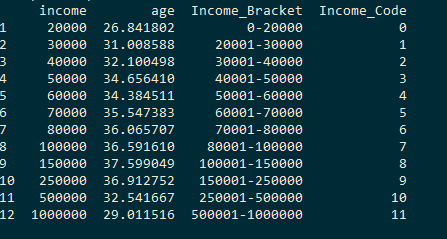 income age Income_Bracket Income_Code
1 20000 26.841802 0-20000 0
2 30000 31.008588 20001-30000 1
3 40000 32.100498 30001-40000 2
4 50000 34.656410 40001-50000 3
5 60000 34.384511 50001-60000 4
6 70000 35.547383 60001-70000 5
7 80000 36.065707 70001-80000 6
8 100000 36.591610 80001-100000 7
9 150000 37.599049 100001-150000 8
10 250000 36.912752 150001-250000 9
11 500000 32.541667 250001-500000 10
12 1000000 29.011516 500001-1000000 11